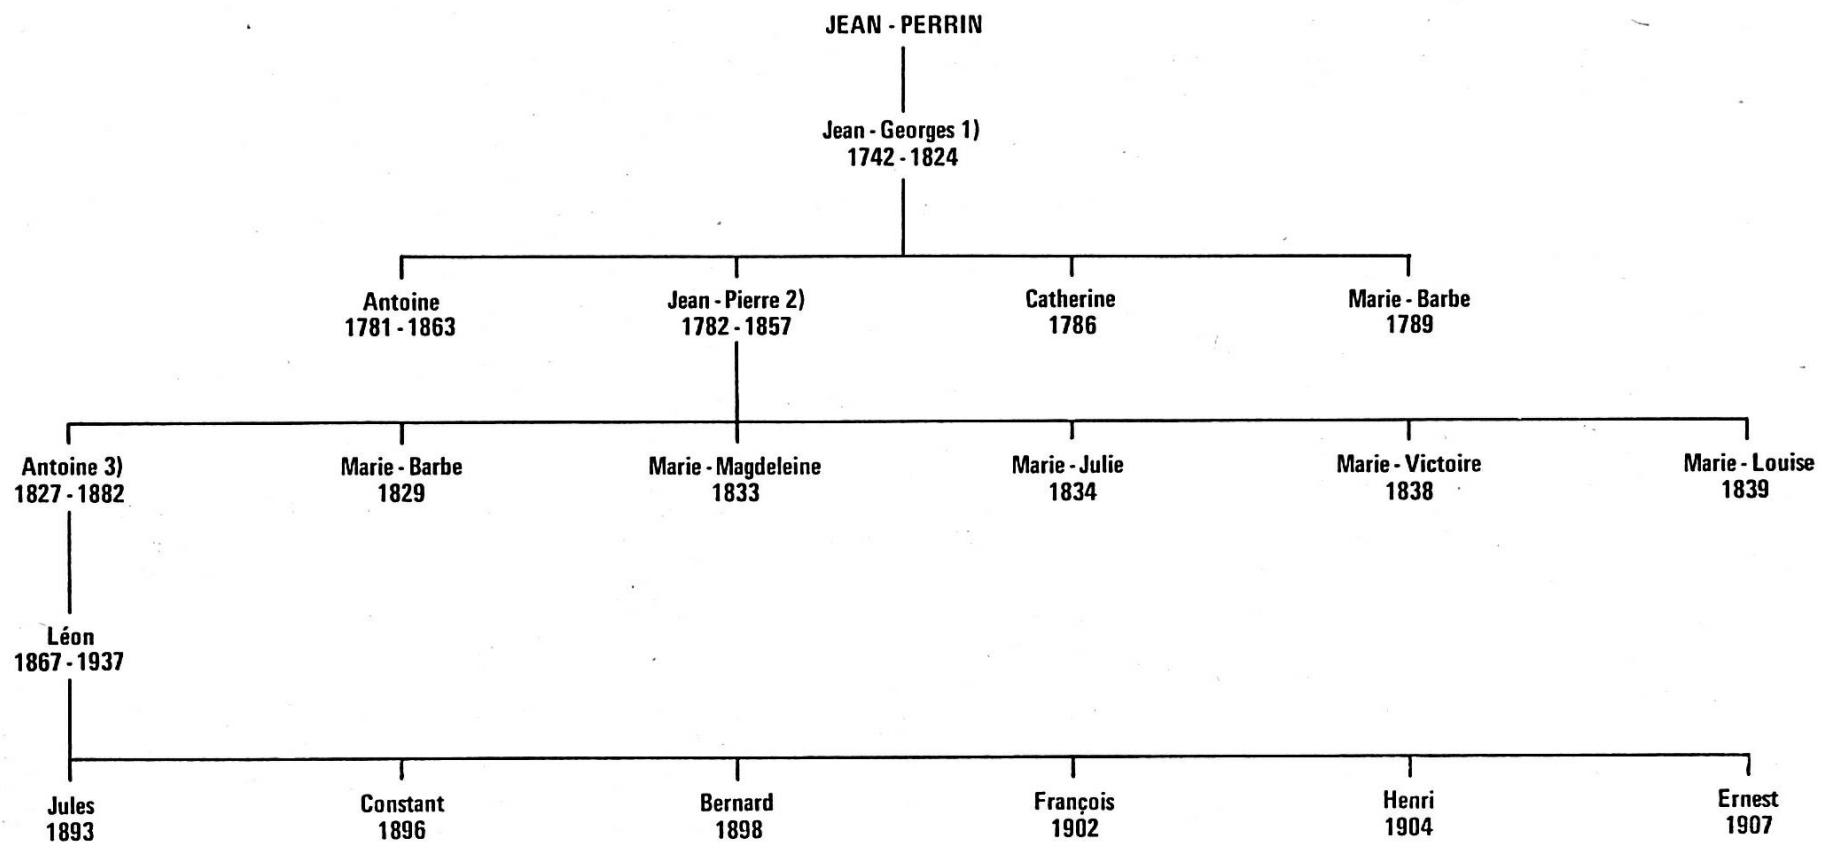 JEAN - PERRIN
Jean - Georges 1)
1742 - 1824
Antoine
1781 - 1863
Jean - Pierre 2)
1782 - 1857
Catherine
1786
Marie - Barbe
1789
Antoine 3)
1827 - 1882
Marie - Barbe
1829
Marie - Magdeleine
1833
Marie - Julie
1834
Marie - Victoire
1838
Marie - Louise
1839
Léon
1867 - 1937
Jules
1893
Constant
1896
Bernard
1898
François
1902
Henri
1904
Ernest
1907